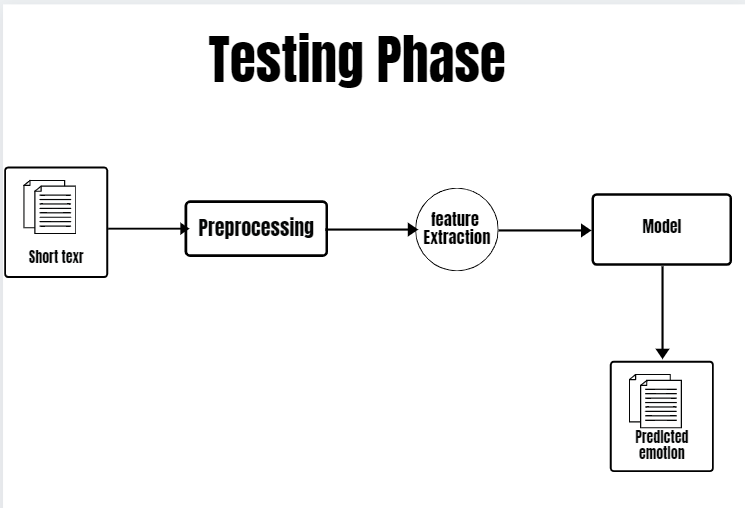 Testing Phase
Short texr
Preprocessing
feature
Extraction
Model
Predicted
emotion